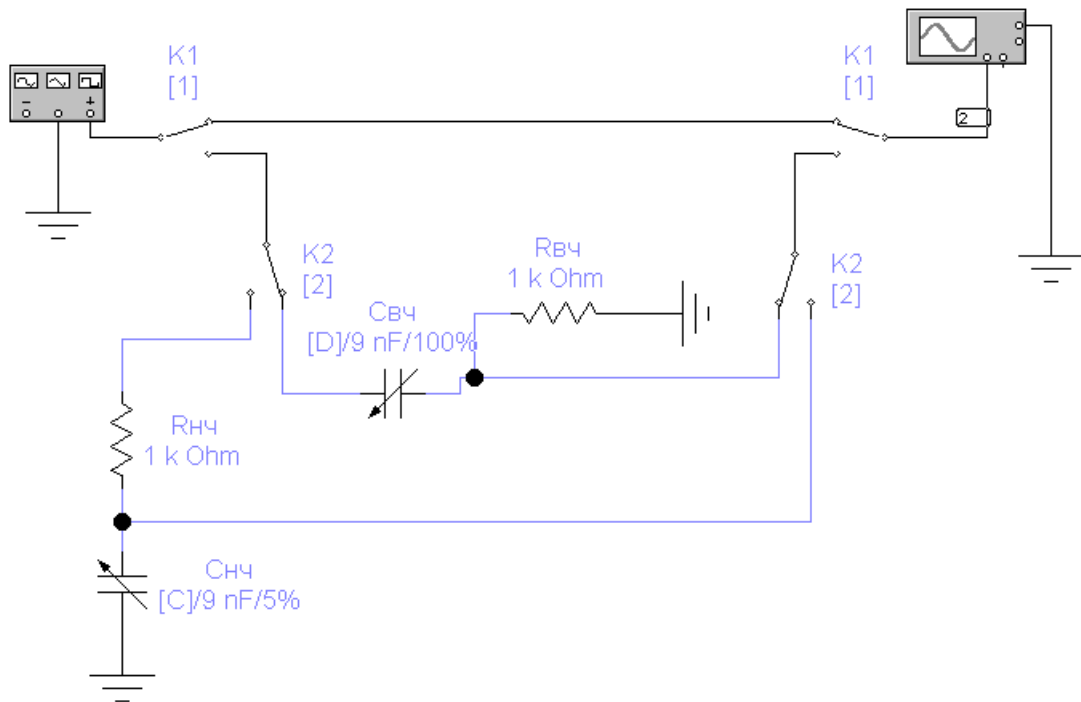 K1
[1]
K1
[1]
2
K2
[2]
Rвч
1 k Ohm
K2
[2]
Cвч
[D]/9 nF/100%
Rнч
1 k Ohm
Cнч
[C]/9 nF/5%